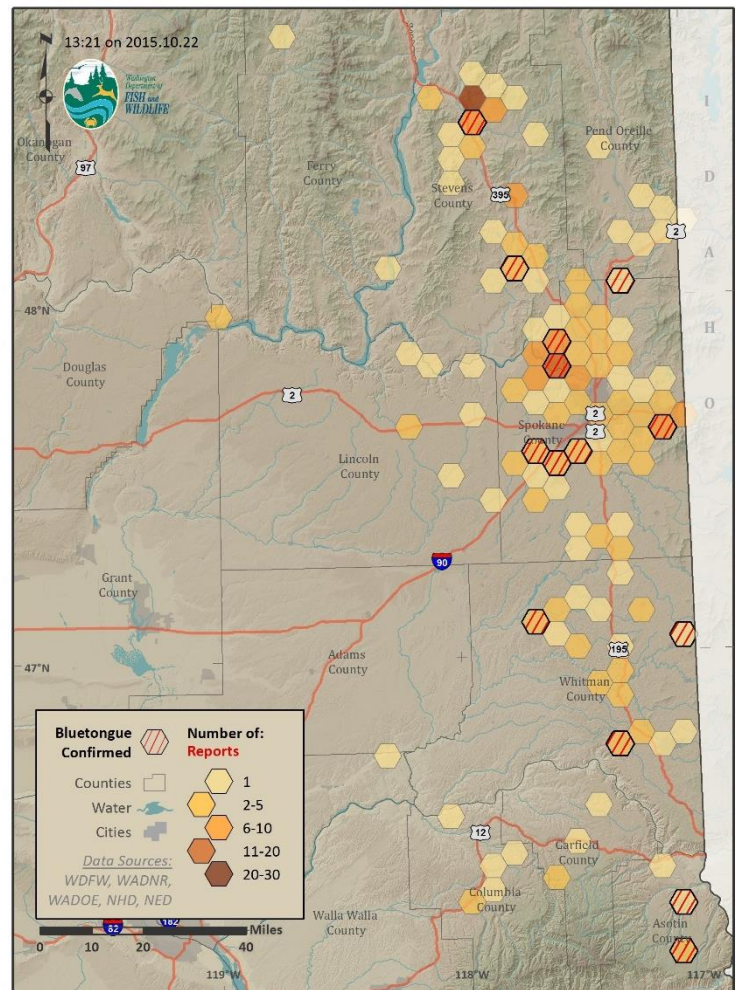 13:21 on 2015.10.22
N
Washington
Department of
FISH and
WILDLIFE
Okanogan
County
97
Ferry
County
Stevens
County
395
Pend Oreille
County
2
I
D
A
H
O
48°N
Douglas
County
2
Lincoln
County
Spokane
County
2
2
90
Grant
County
Adams
County
47°N
195
Whitman
County
Bluetongue
Confirmed
Counties
Water
Cities
Data Sources:
WDFW, WADNR,
WADOE, NHD, NED
Number of:
Reports
1
2-5
6-10
11-20
20-30
12
Garfield
County
Columbia
County
Walla Walla
County
Asotin
County
82
182
Miles
0 10 20 40
119°W
118°W
117°W